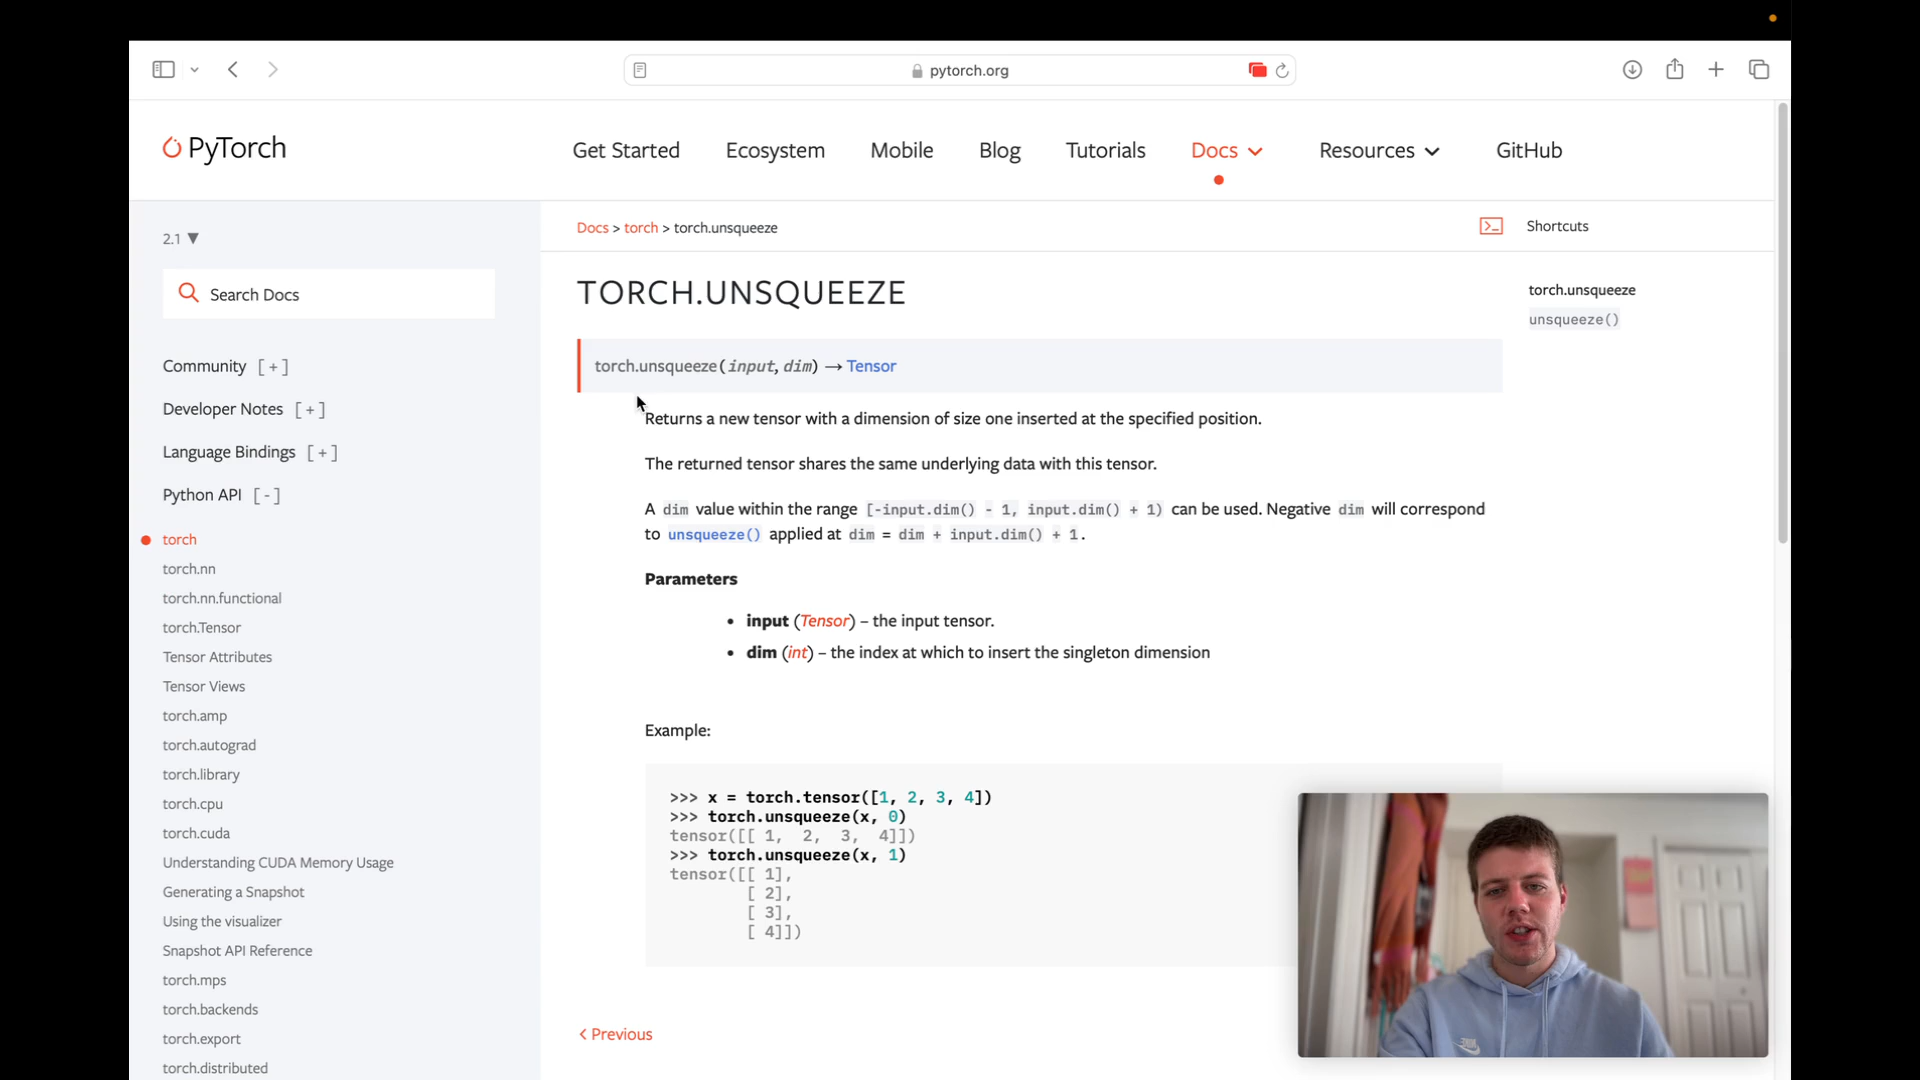 pytorch.org
PyTorch
Get Started Ecosystem Mobile Blog Tutorials Docs Resources GitHub
2.1 ▼
Search Docs
Community [ + ]
Developer Notes [ + ]
Language Bindings [ + ]
Python API [ - ]
torch
torch.nn
torch.nn.functional
torch.Tensor
Tensor Attributes
Tensor Views
torch.amp
torch.autograd
torch.library
torch.cpu
torch.cuda
Understanding CUDA Memory Usage
Generating a Snapshot
Using the visualizer
Snapshot API Reference
torch.mps
torch.backends
torch.export
torch.distributed
Docs > torch > torch.unsqueeze
Shortcuts
TORCH.UNSQUEEZE
torch.unsqueeze(input, dim) → Tensor
Returns a new tensor with a dimension of size one inserted at the specified position.
The returned tensor shares the same underlying data with this tensor.
A dim value within the range [-input.dim() - 1, input.dim() + 1) can be used. Negative dim will correspond
to unsqueeze() applied at dim = dim + input.dim() + 1.
Parameters
• input (Tensor) – the input tensor.
• dim (int) – the index at which to insert the singleton dimension
Example:
>>> x = torch.tensor([1, 2, 3, 4])
>>> torch.unsqueeze(x, 0)
tensor([[ 1, 2, 3, 4]])
>>> torch.unsqueeze(x, 1)
tensor([[ 1],
[ 2],
[ 3],
[ 4]])
< Previous
torch.unsqueeze
unsqueeze()